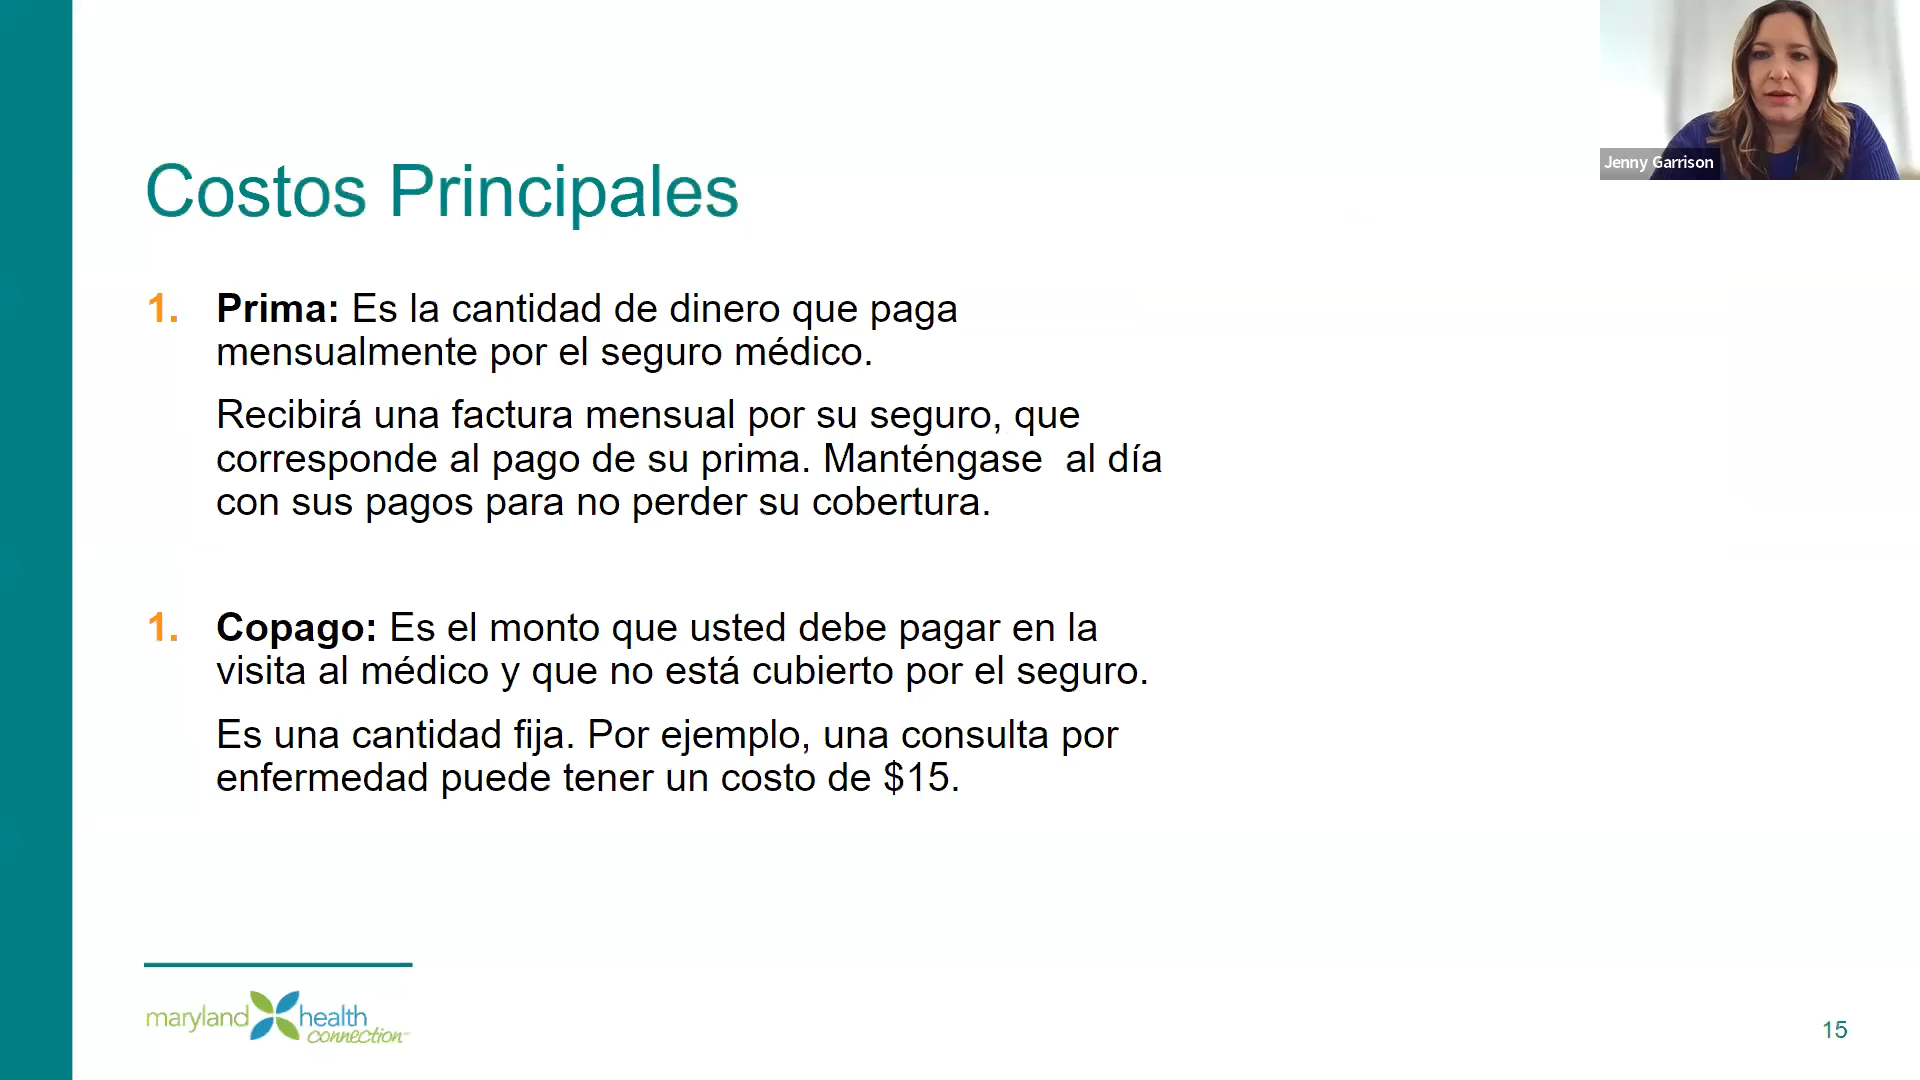 Jenny Garrison
Costos Principales
1. Prima: Es la cantidad de dinero que paga
mensualmente por el seguro médico.
Recibirá una factura mensual por su seguro, que
corresponde al pago de su prima. Manténgase  al día
con sus pagos para no perder su cobertura.
1. Copago: Es el monto que usted debe pagar en la
visita al médico y que no está cubierto por el seguro.
Es una cantidad fija. Por ejemplo, una consulta por
enfermedad puede tener un costo de $15.
maryland health
connection
15